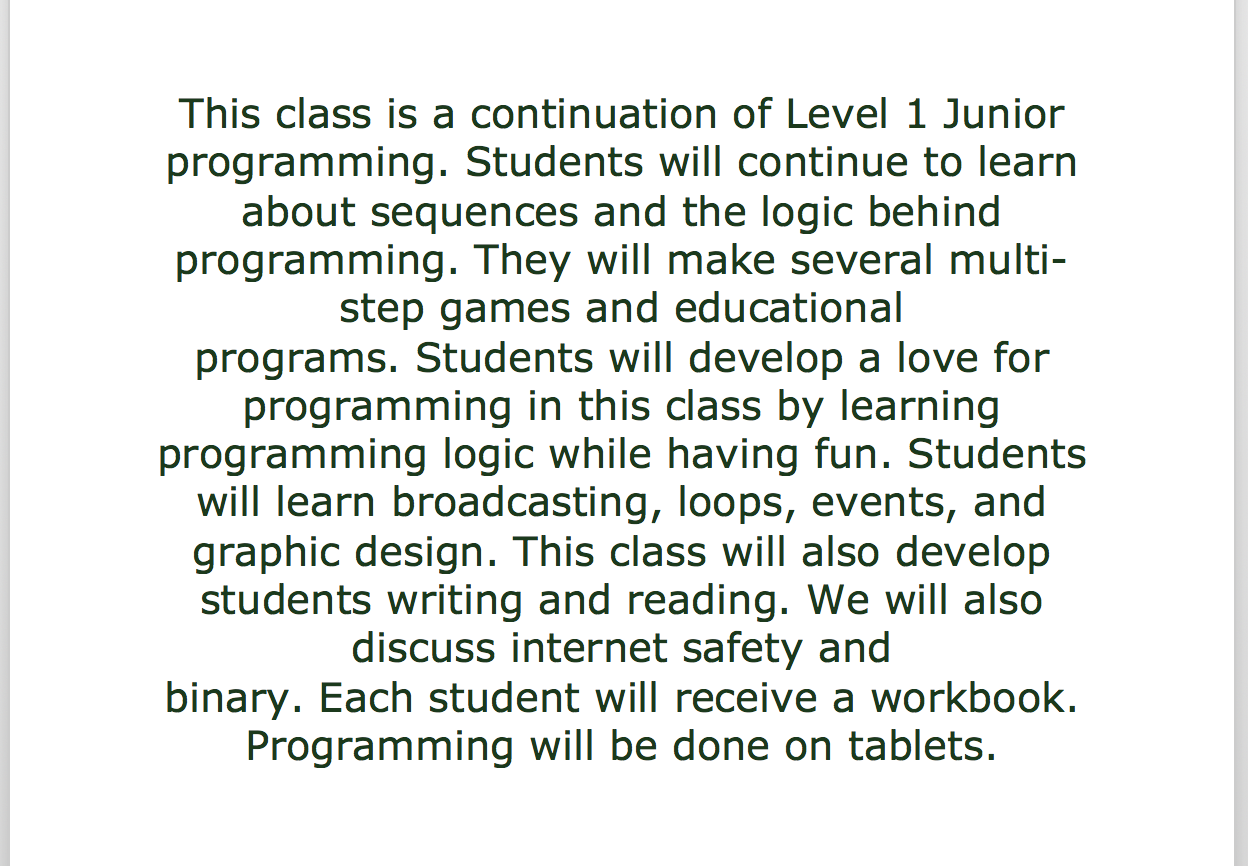 This class is a continuation of Level 1 Junior
programming. Students will continue to learn
about sequences and the logic behind
programming. They will make several multi-
step games and educational
programs. Students will develop a love for
programming in this class by learning
programming logic while having fun. Students
will learn broadcasting, loops, events, and
graphic design. This class will also develop
students writing and reading. We will also
discuss internet safety and
binary. Each student will receive a workbook.
Programming will be done on tablets.